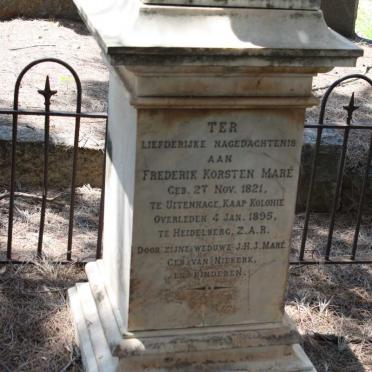 TER
LIEFDERIJKE NAGEDACHTENIS
AAN
FREDERIK KORSTEN MARÉ
GEB. 27 NOV. 1821,
TE UITENHAGE, KAAP KOLONIE
OVERLEDEN 4 JAN. 1895,
TE HEIDELBERG, Z.A.R.
DOOR ZIJNE WEDUWE J.H.J. MARÉ
GEB VAN NIEKERK,
EN KINDEREN.